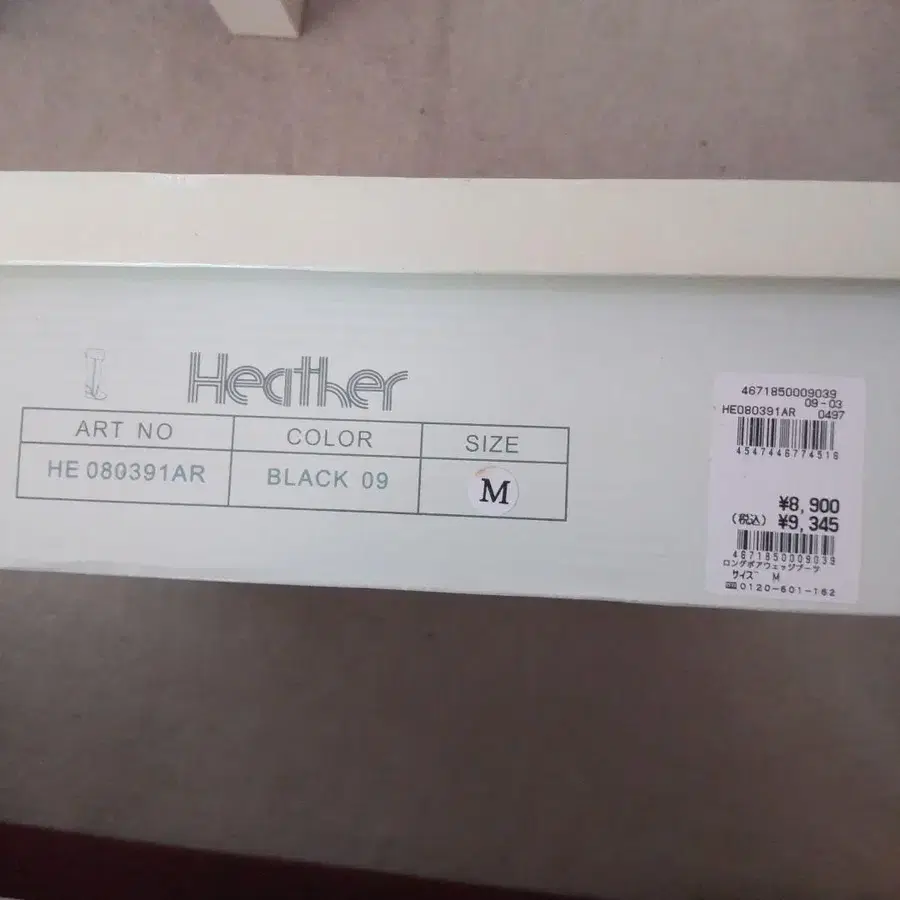 Heather
ART NO COLOR SIZE
HE 080391AR BLACK 09 M
4671850009039
09-03
HE080391AR 0497
4547446774518
¥8,900
(税込) ¥9,345
4671850009039
ロングボアウェッジブーツ
サイズ M
0120-601-162